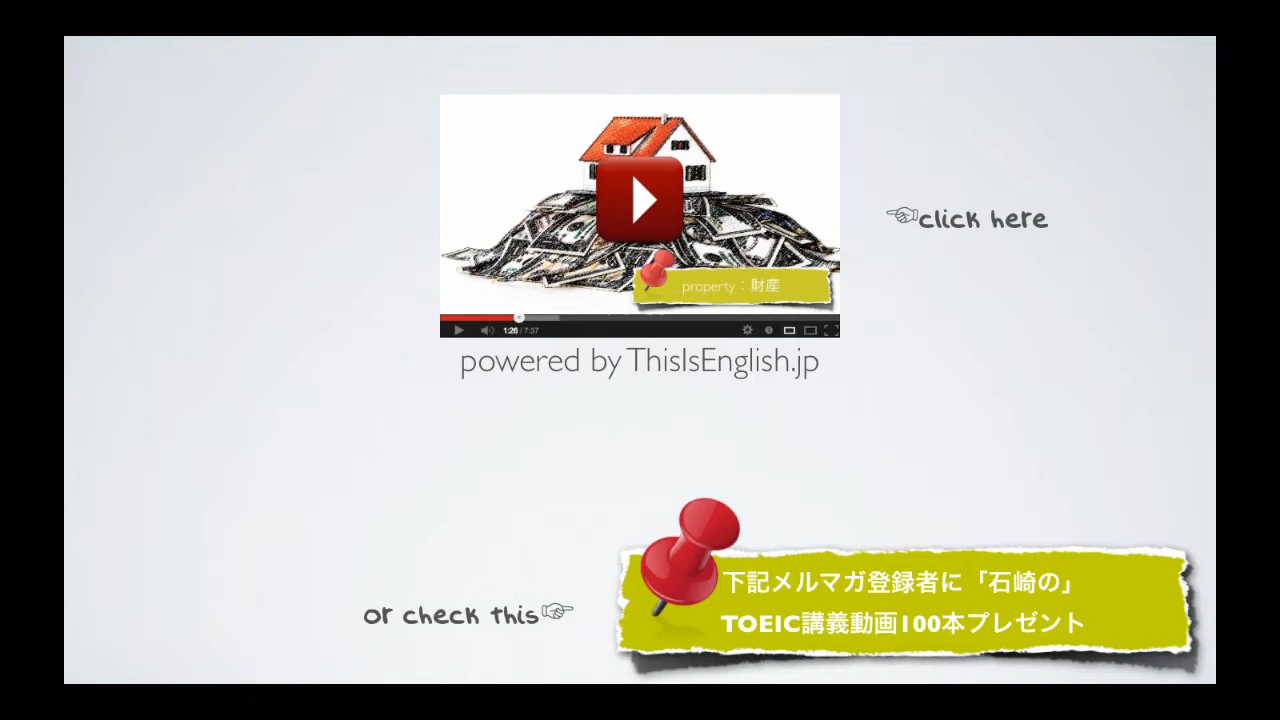 ☜click here
property：財産
1:26 / 7:37
powered by ThisIsEnglish.jp
下記メルマガ登録者に「石崎の」
or check this☞
TOEIC講義動画100本プレゼント